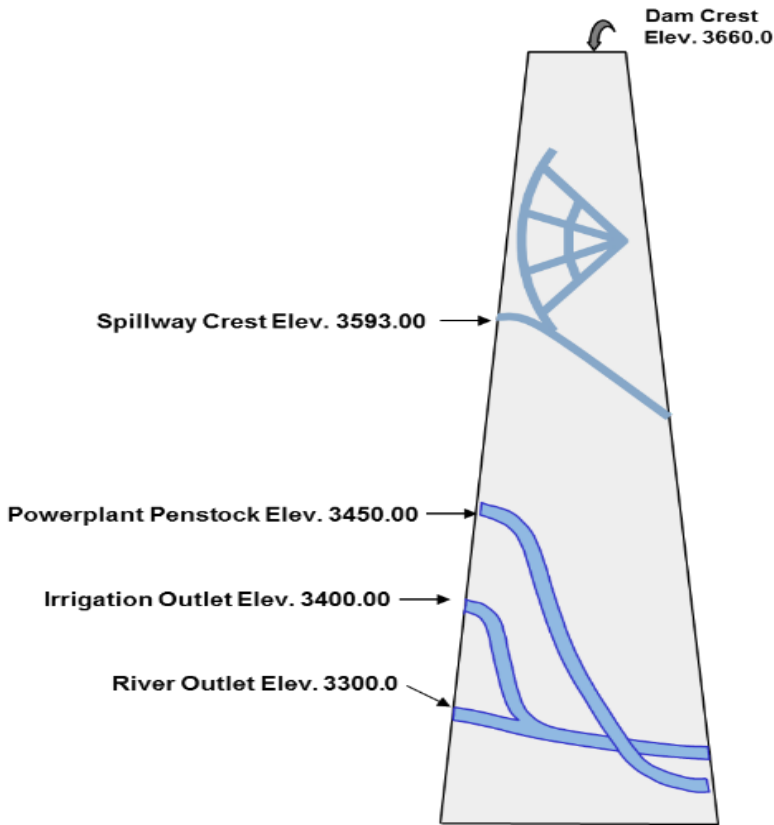 Dam Crest
Elev. 3660.0
Spillway Crest Elev. 3593.00
Powerplant Penstock Elev. 3450.00
Irrigation Outlet Elev. 3400.00
River Outlet Elev. 3300.0